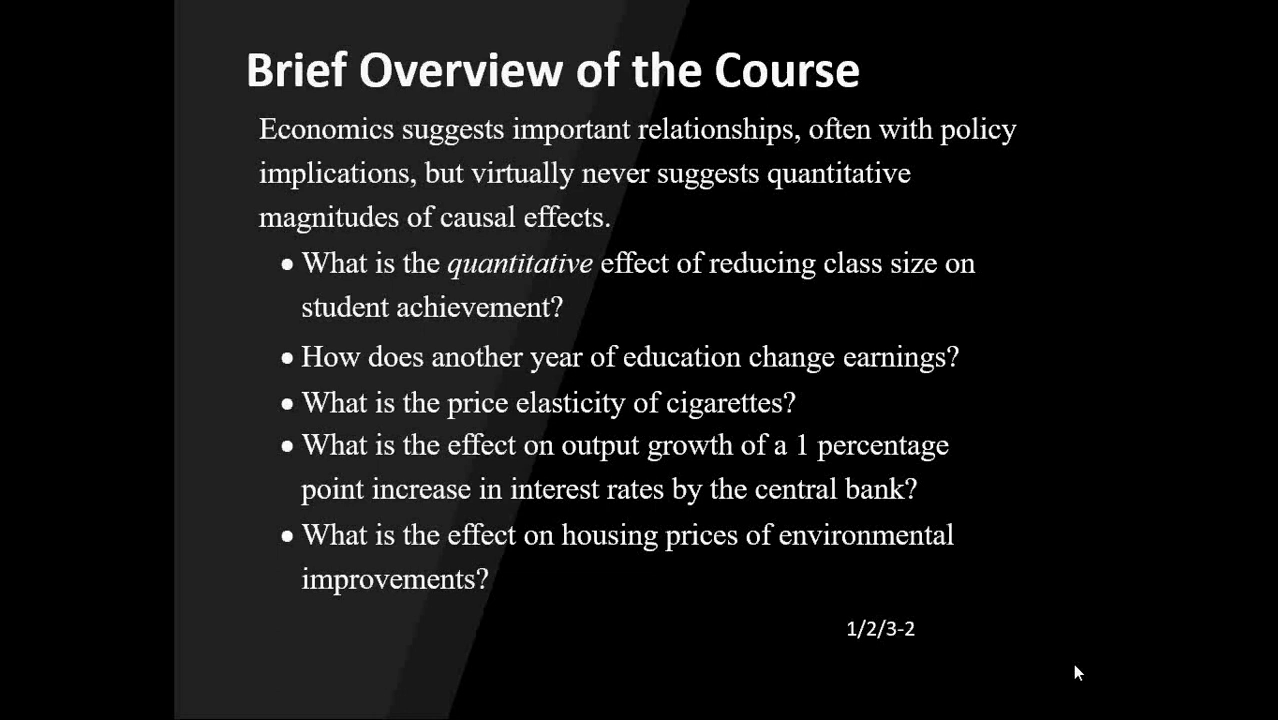 Brief Overview of the Course
Economics suggests important relationships, often with policy
implications, but virtually never suggests quantitative
magnitudes of causal effects.
• What is the quantitative effect of reducing class size on
student achievement?
• How does another year of education change earnings?
• What is the price elasticity of cigarettes?
• What is the effect on output growth of a 1 percentage
point increase in interest rates by the central bank?
• What is the effect on housing prices of environmental
improvements?
1/2/3-2